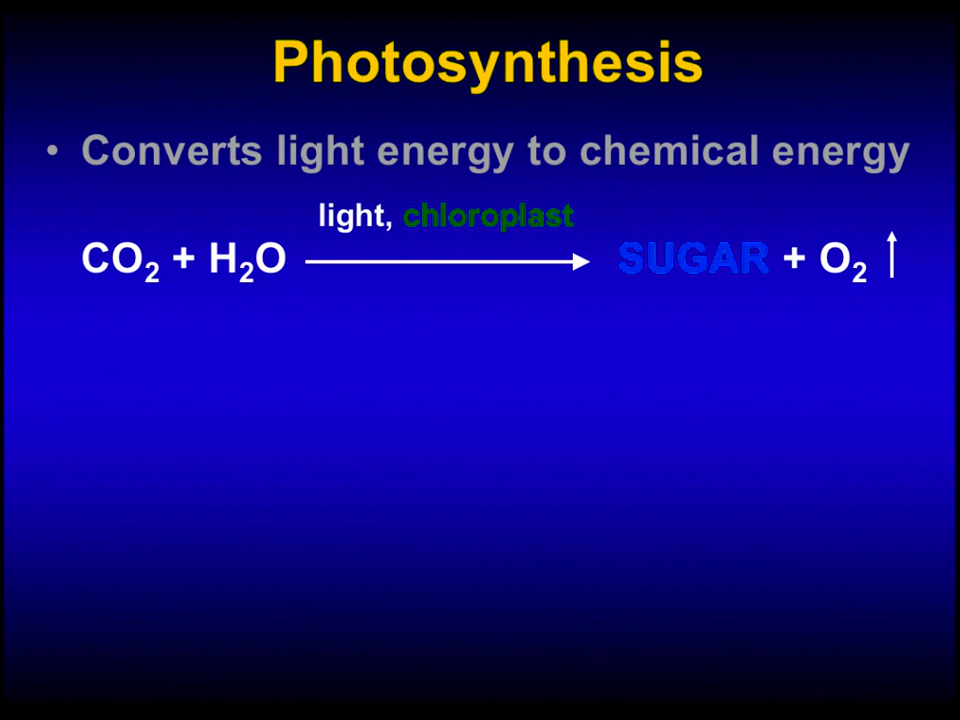 Photosynthesis
• Converts light energy to chemical energy
light, chloroplast
CO₂ + H₂O → SUGAR + O₂ ↑